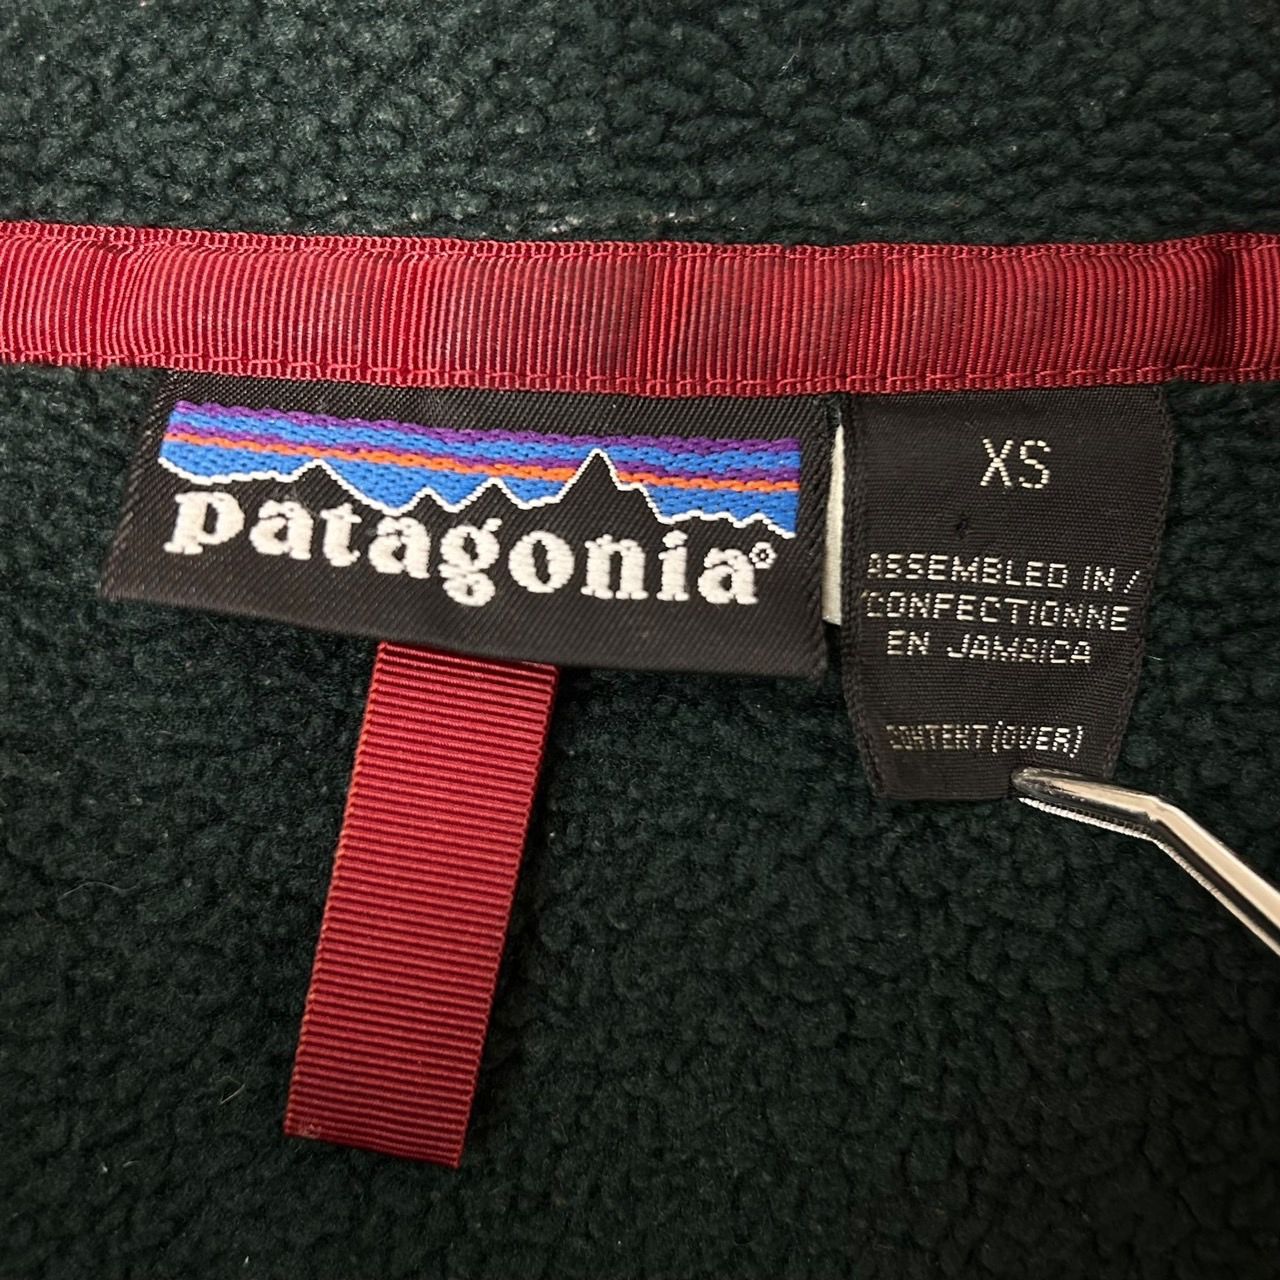 patagonia®
XS
ASSEMBLED IN/
CONFECTIONNE
EN JAMAICA
CONTENT (OVER)